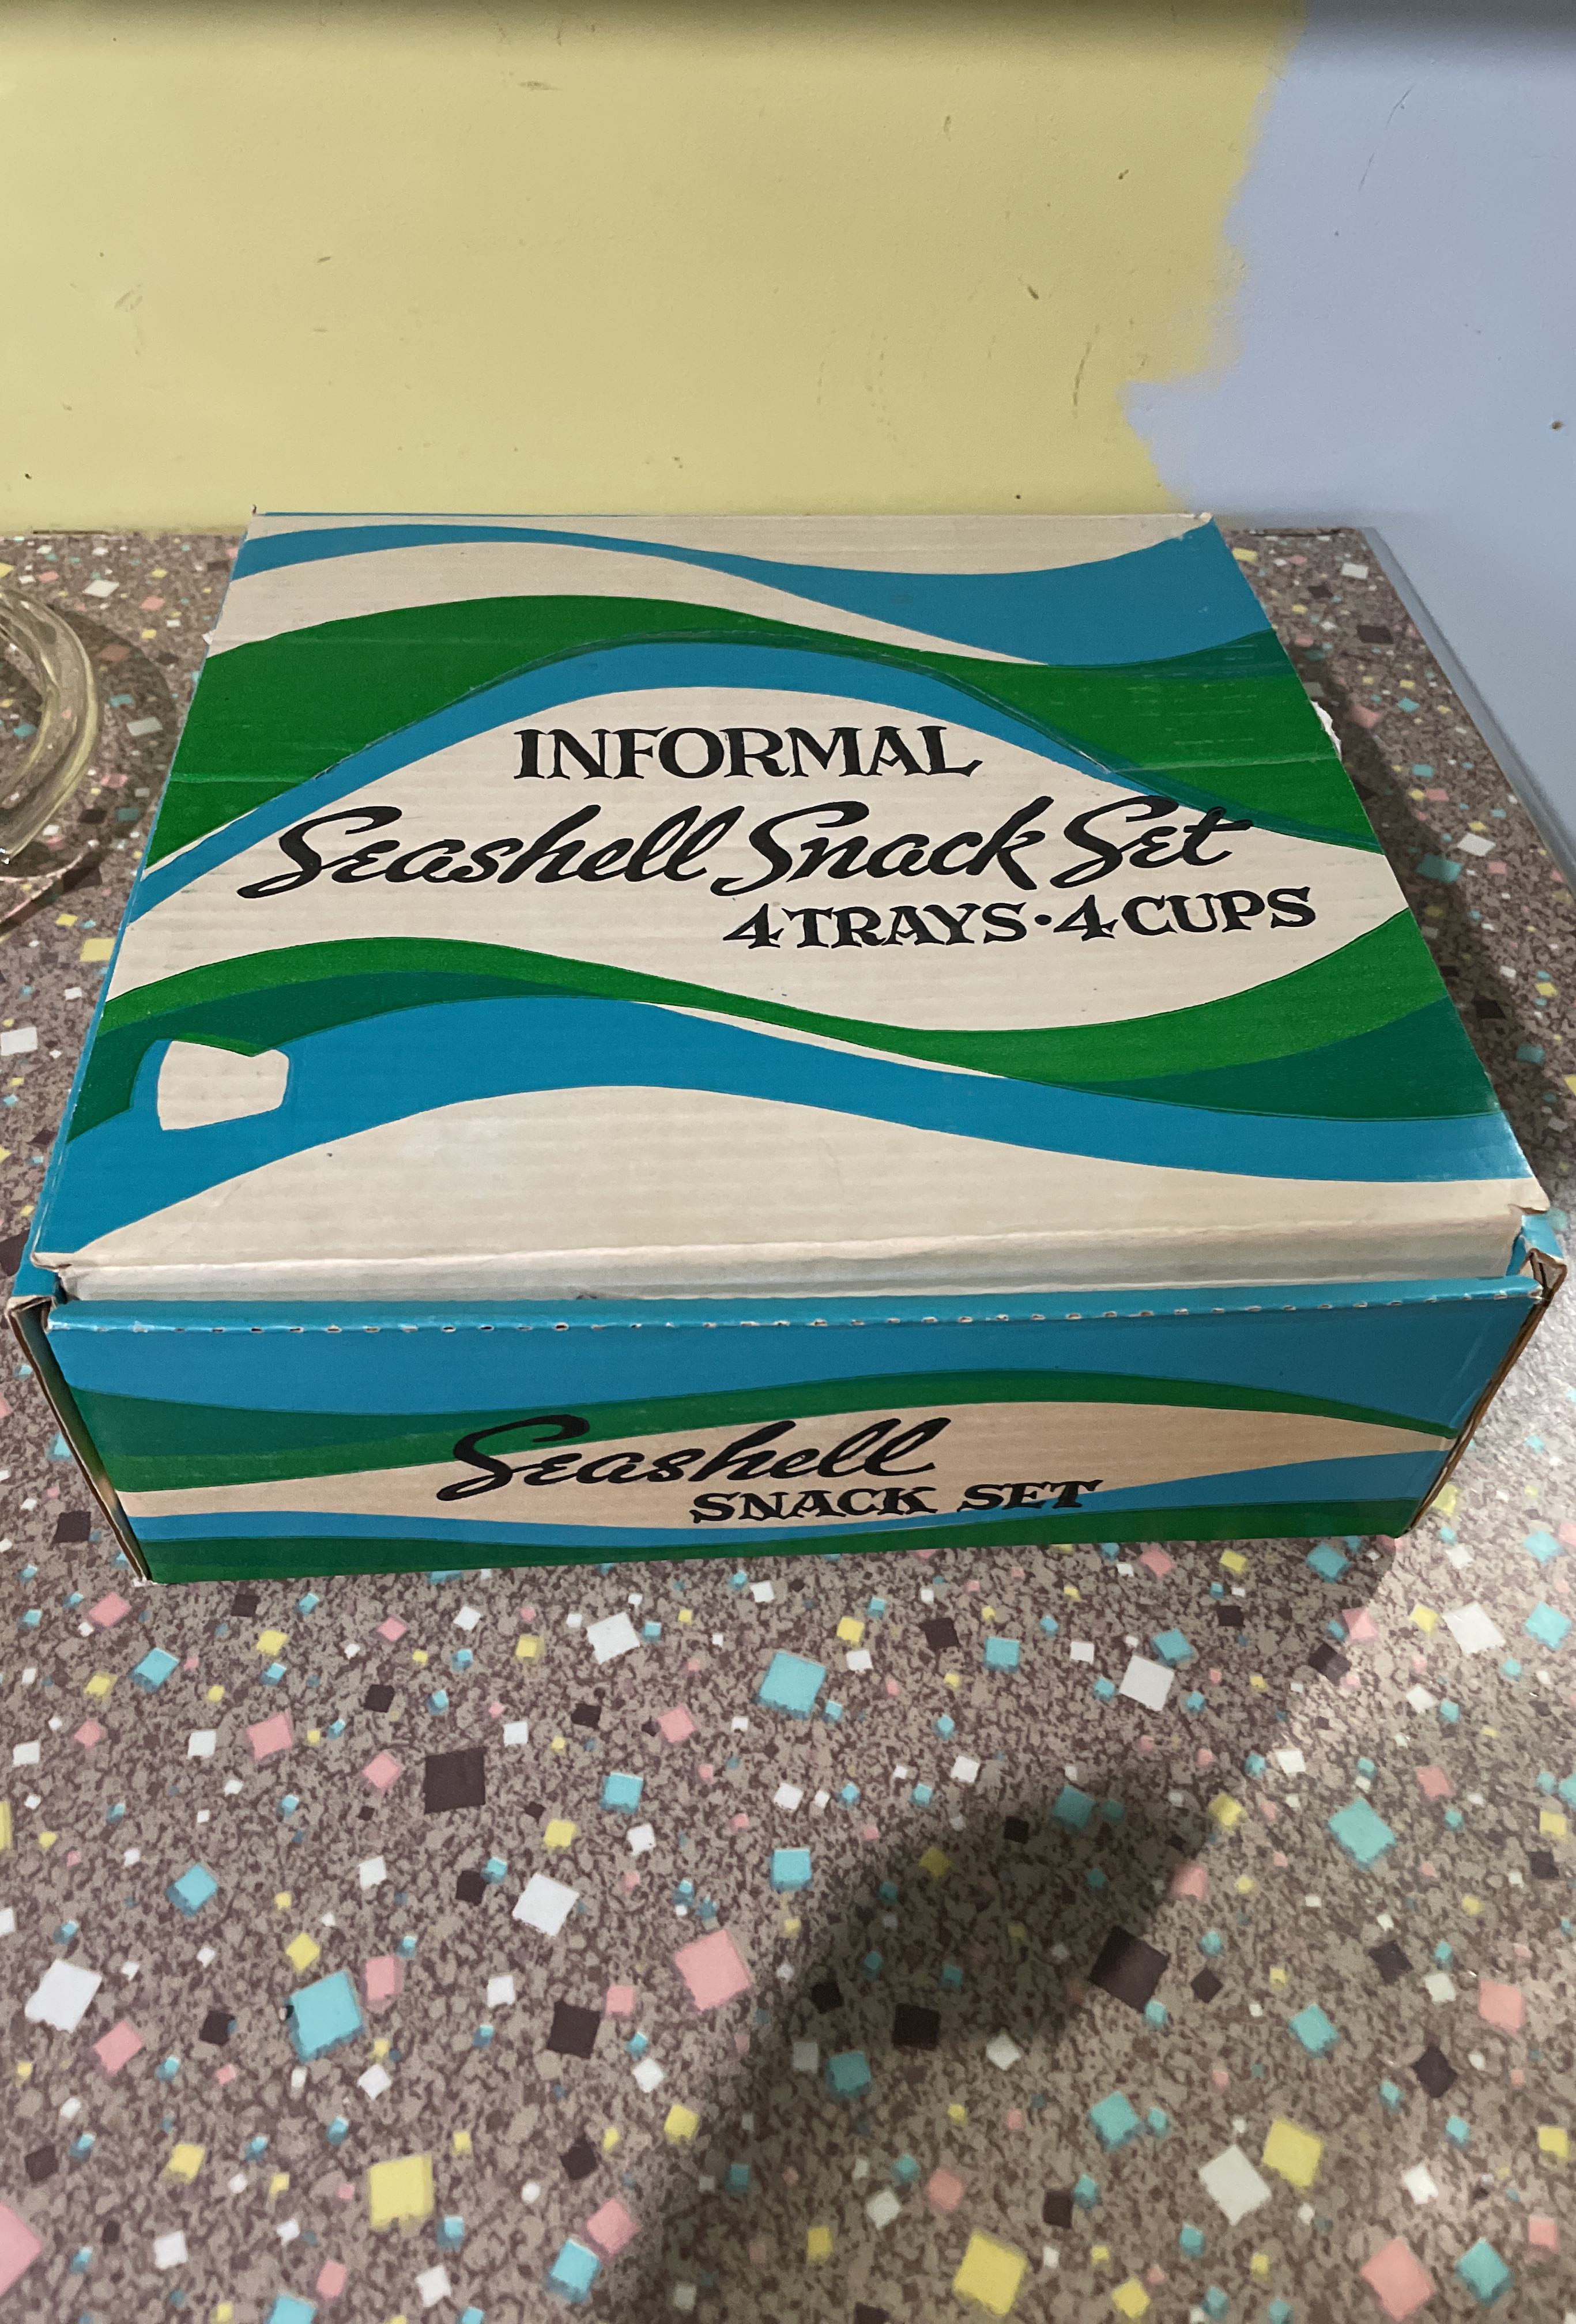 INFORMAL
Seashell Snack Set
4 TRAYS • 4 CUPS
Seashell
SNACK SET